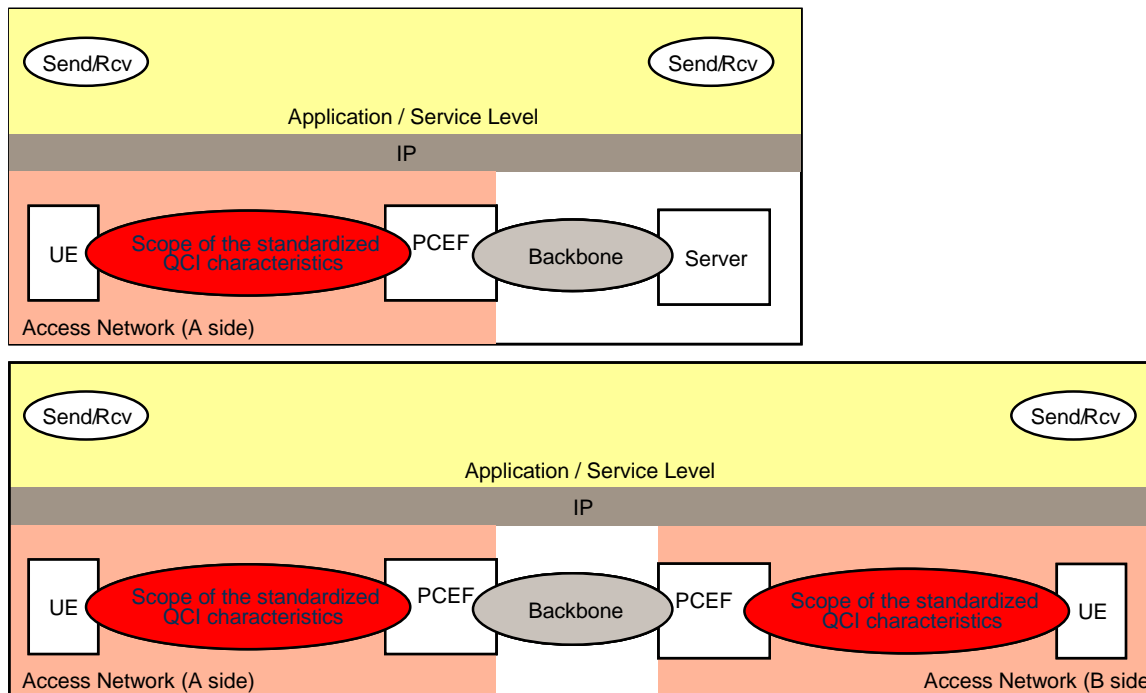 Send/Rcv
Send/Rcv
Application / Service Level
IP
UE
Scope of the standardized
QCI characteristics
PCEF
Backbone
Server
Access Network (A side)
Send/Rcv
Send/Rcv
Application / Service Level
IP
UE
Scope of the standardized
QCI characteristics
PCEF
Backbone
PCEF
Scope of the standardized
QCI characteristics
UE
Access Network (A side)
Access Network (B side